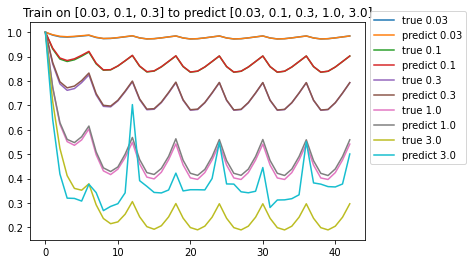 Train on [0.03, 0.1, 0.3] to predict [0.03, 0.1, 0.3, 1.0, 3.0]
1.0
0.9
0.8
0.7
0.6
0.5
0.4
0.3
0.2
0
10
20
30
40
true 0.03
predict 0.03
true 0.1
predict 0.1
true 0.3
predict 0.3
true 1.0
predict 1.0
true 3.0
predict 3.0